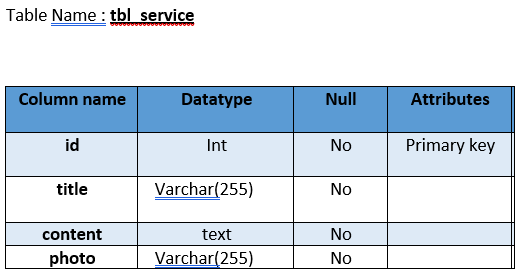 Table Name : tbl_service
Column name Datatype Null Attributes
id Int No Primary key
title Varchar(255) No
content text No
photo Varchar(255) No